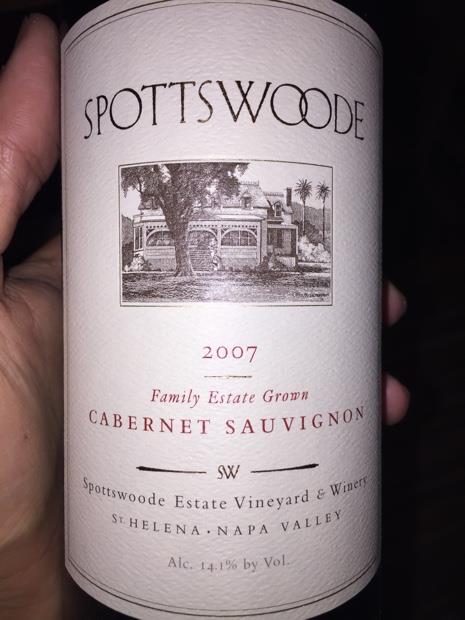 SPOTTSWOODE
2007
Family Estate Grown
CABERNET SAUVIGNON
SW
Spottswoode Estate Vineyard & Winery
St. HELENA • NAPA VALLEY
Alc. 14.1% by Vol.